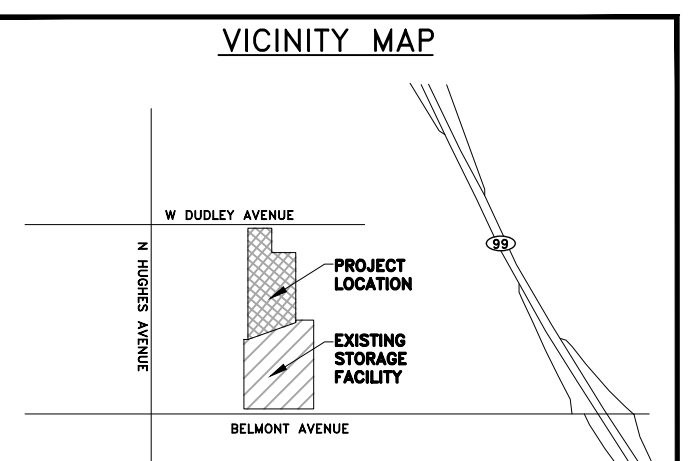 VICINITY MAP
W DUDLEY AVENUE
N HUGHES AVENUE
99
PROJECT
LOCATION
EXISTING
STORAGE
FACILITY
BELMONT AVENUE